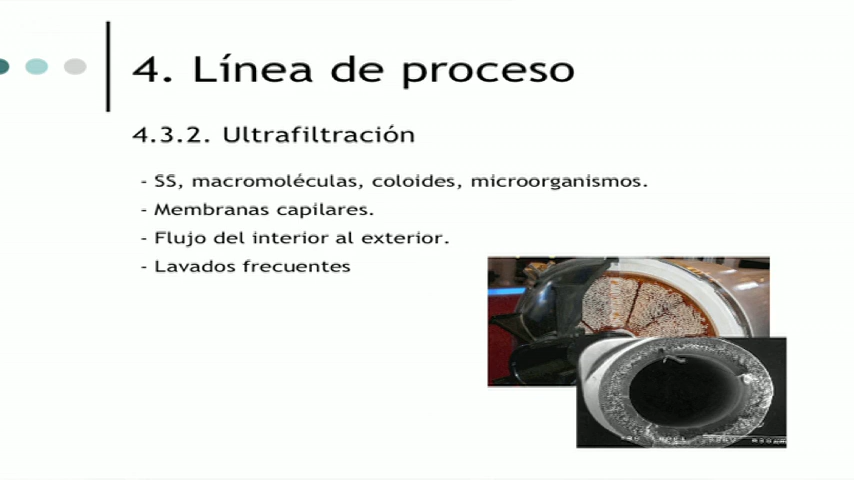 4. Línea de proceso
4.3.2. Ultrafiltración
- SS, macromoléculas, coloides, microorganismos.
- Membranas capilares.
- Flujo del interior al exterior.
- Lavados frecuentes